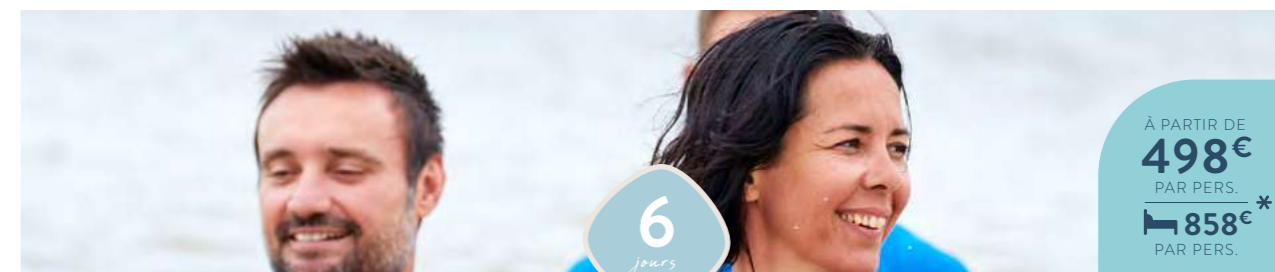 À PARTIR DE
498€
PAR PERS.
858€*
PAR PERS.
6
jours